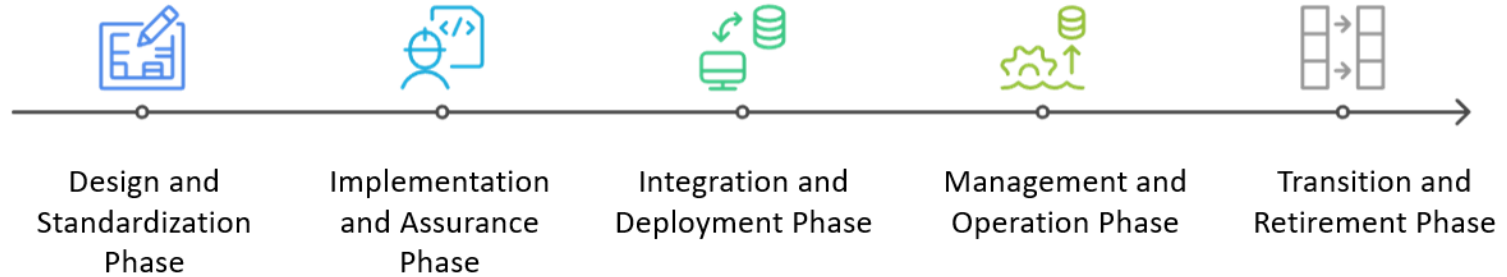 </>
Design and
Standardization
Phase
Implementation
and Assurance
Phase
Integration and
Deployment Phase
Management and
Operation Phase
Transition and
Retirement Phase